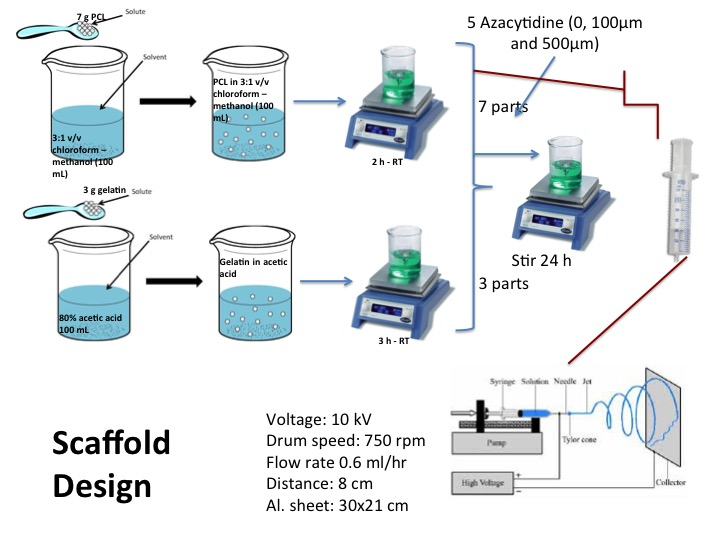 7 g PCL
Solute
Solvent
3:1 v/v
chloroform –
methanol (100
mL)
PCL in 3:1 v/v
chloroform –
methanol (100
mL)
2 h - RT
5 Azacytidine (0, 100μm
and 500μm)
7 parts
3 g gelatin
Solute
Solvent
80% acetic acid
100 mL
Gelatin in acetic
acid
3 h - RT
Stir 24 h
3 parts
Scaffold
Design
Voltage: 10 kV
Drum speed: 750 rpm
Flow rate 0.6 ml/hr
Distance: 8 cm
Al. sheet: 30x21 cm
Syringe Solution Needle Jet
Pump
Tylor cone
High Voltage
+
−
Collector